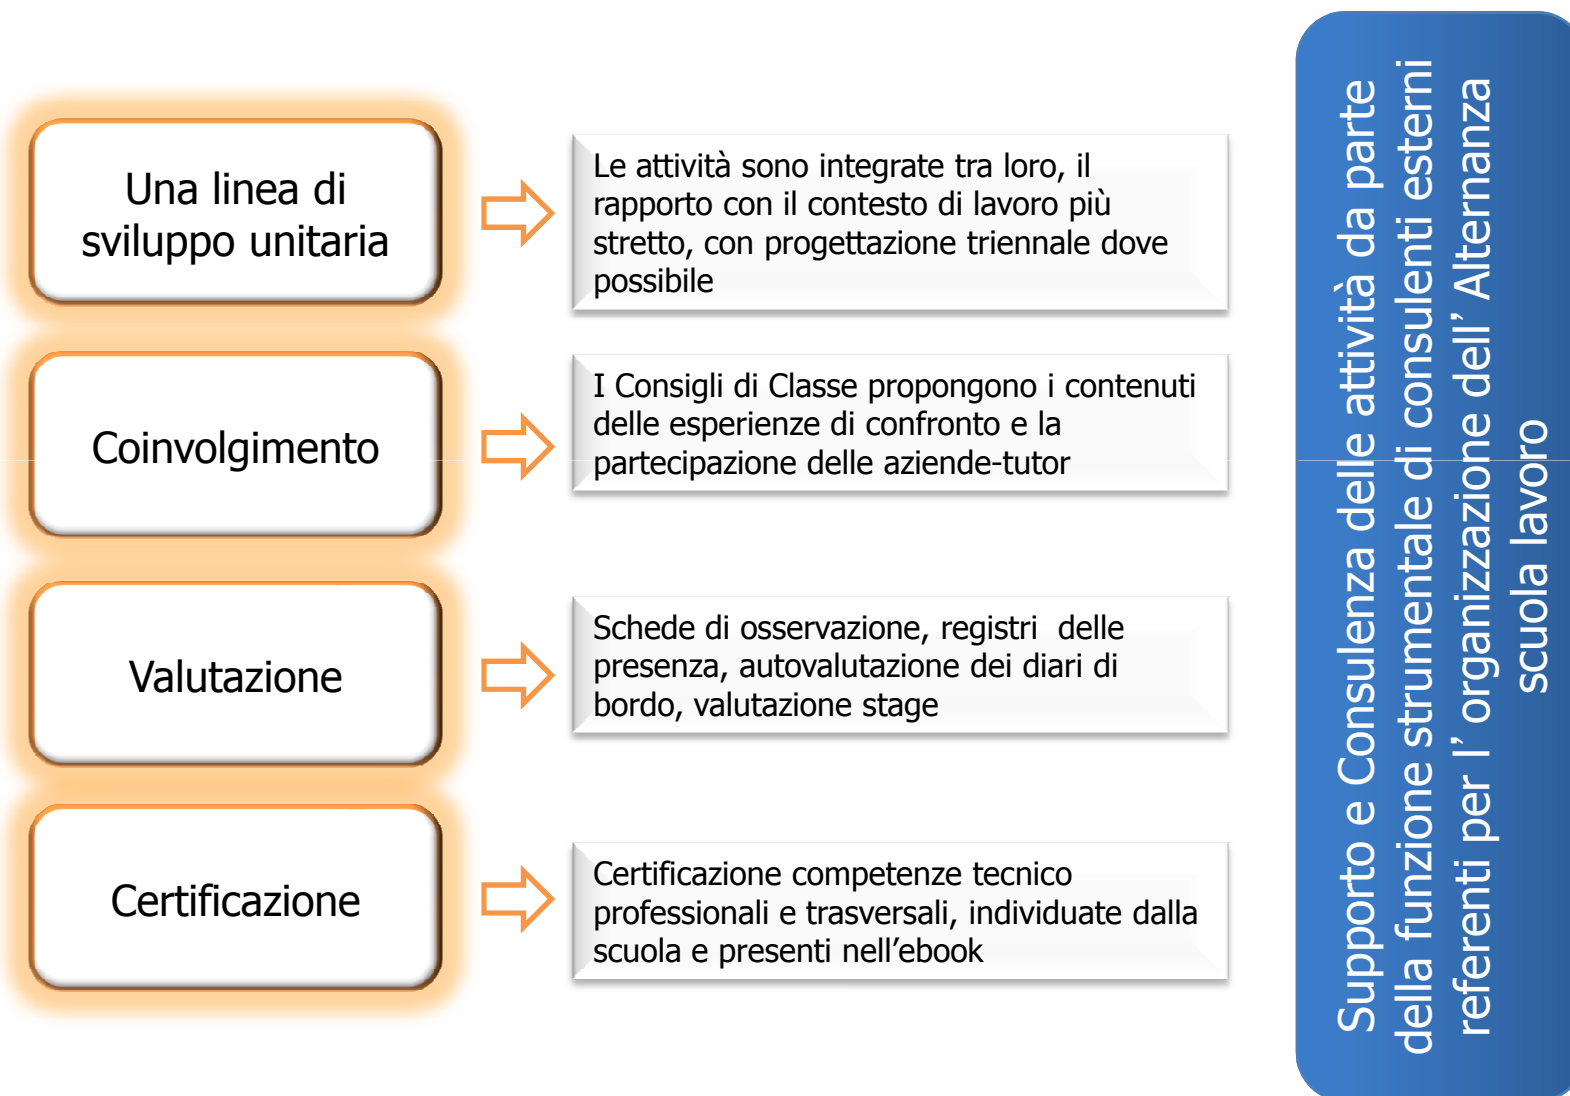 Una linea di
sviluppo unitaria
Le attività sono integrate tra loro, il
rapporto con il contesto di lavoro più
stretto, con progettazione triennale dove
possibile
Coinvolgimento
I Consigli di Classe propongono i contenuti
delle esperienze di confronto e la
partecipazione delle aziende-tutor
Valutazione
Schede di osservazione, registri  delle
presenza, autovalutazione dei diari di
bordo, valutazione stage
Certificazione
Certificazione competenze tecnico
professionali e trasversali, individuate dalla
scuola e presenti nell’ebook
Supporto e Consulenza delle attività da parte
della funzione strumentale di consulenti esterni
referenti per l’ organizzazione dell’ Alternanza
scuola lavoro